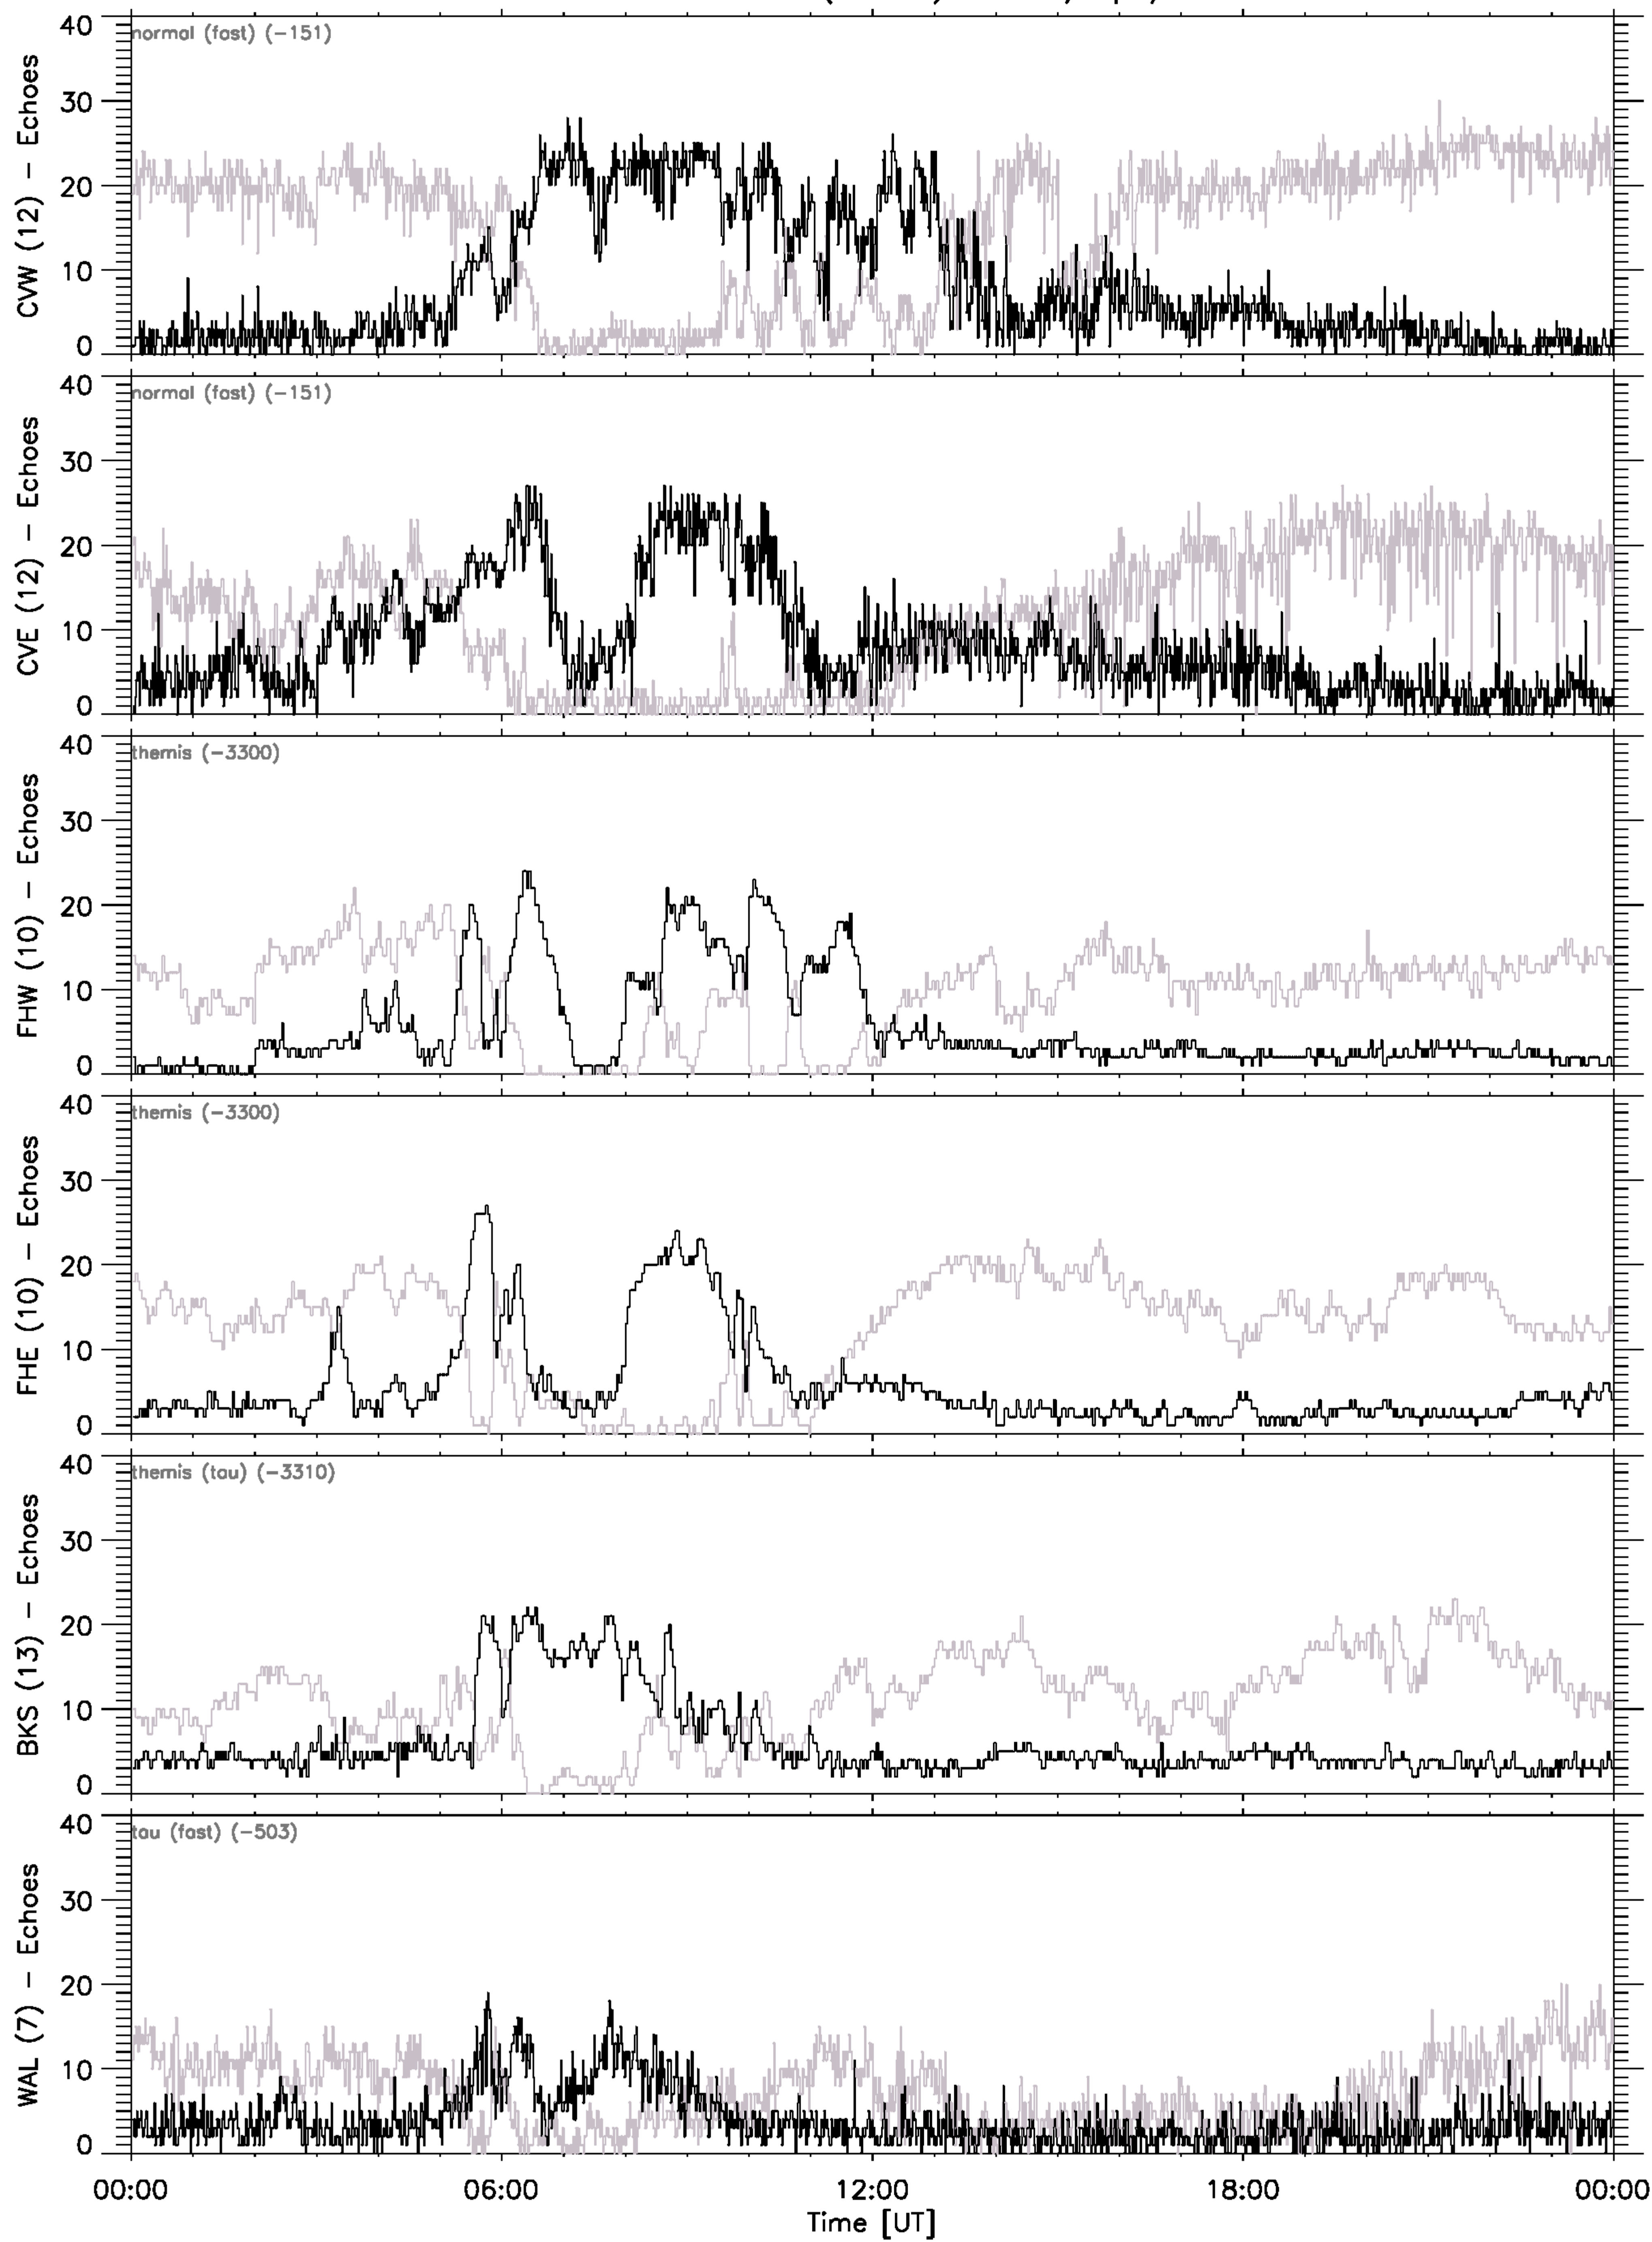 40
normal (fast) (-151)
30
20
10
0
CVW (12) - Echoes
40
normal (fast) (-151)
30
20
10
0
CVE (12) - Echoes
40
themis (-3300)
30
20
10
0
FHW (10) - Echoes
40
themis (-3300)
30
20
10
0
FHE (10) - Echoes
40
themis (tau) (-3310)
30
20
10
0
BKS (13) - Echoes
40
tau (fast) (-503)
30
20
10
0
WAL (7) - Echoes
00:00 06:00 12:00 18:00 00:00
Time [UT]